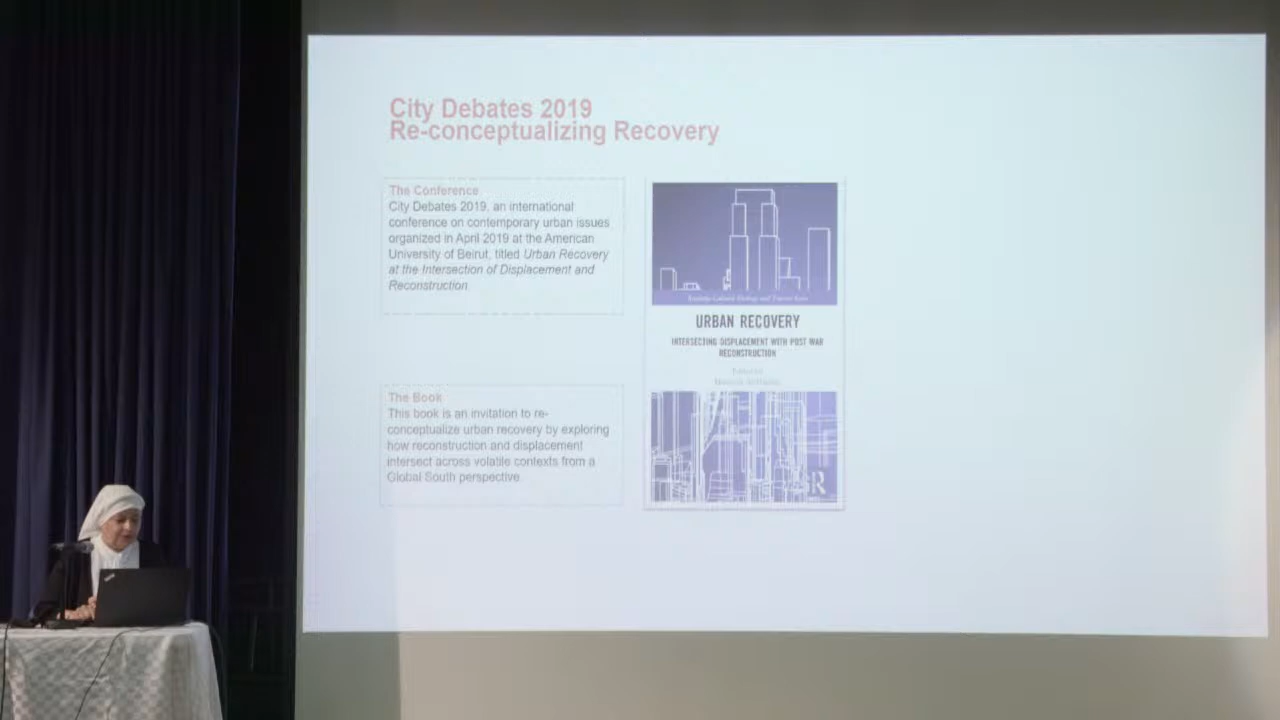 City Debates 2019
Re-conceptualizing Recovery
The Conference
City Debates 2019, an international
conference on contemporary urban issues
organized in April 2019 at the American
University of Beirut, titled Urban Recovery
at the Intersection of Displacement and
Reconstruction
The Book
This book is an invitation to re-
conceptualize urban recovery by exploring
how reconstruction and displacement
intersect across volatile contexts from a
Global South perspective.
URBAN RECOVERY
INTERSECTING DISPLACEMENT WITH POST WAR
RECONSTRUCTION
R